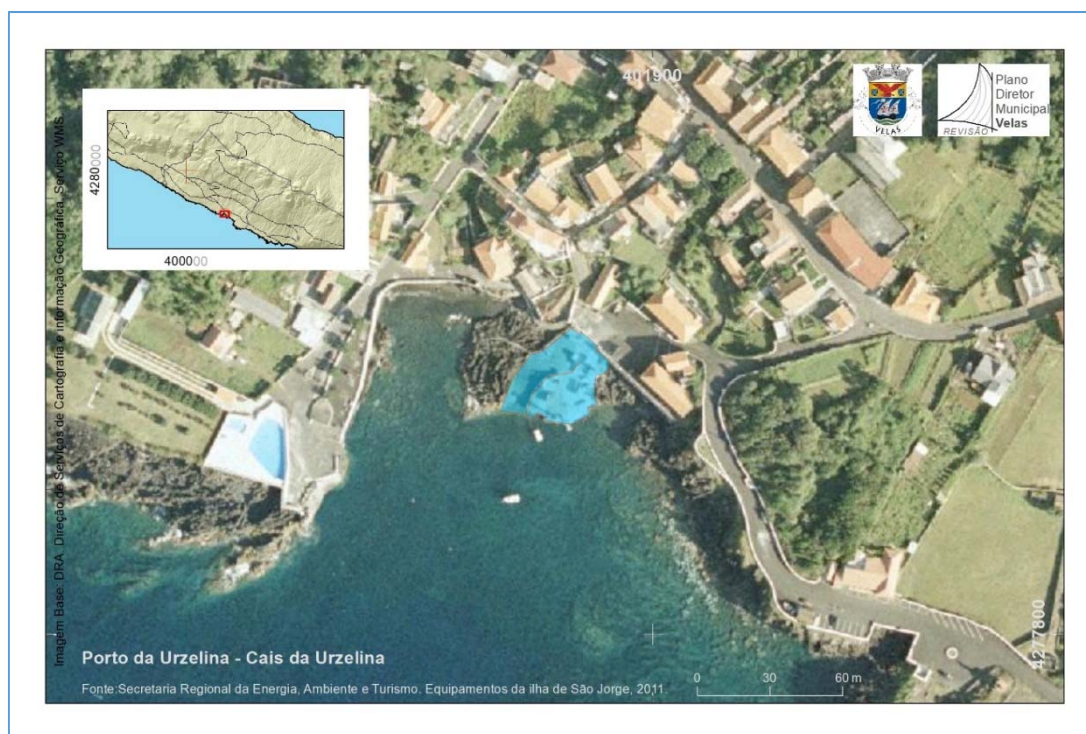 401900
VELAS
Plano
Diretor
Municipal
Velas
REVISÃO
4280000
400000
Imagem Base: DRA. Direção de Serviços de Cartografia e Informação Geográfica, Serviço WMS.
4277800
Porto da Urzelina - Cais da Urzelina
Fonte:Secretaria Regional da Energia, Ambiente e Turismo. Equipamentos da ilha de São Jorge, 2011.
0 30 60 m